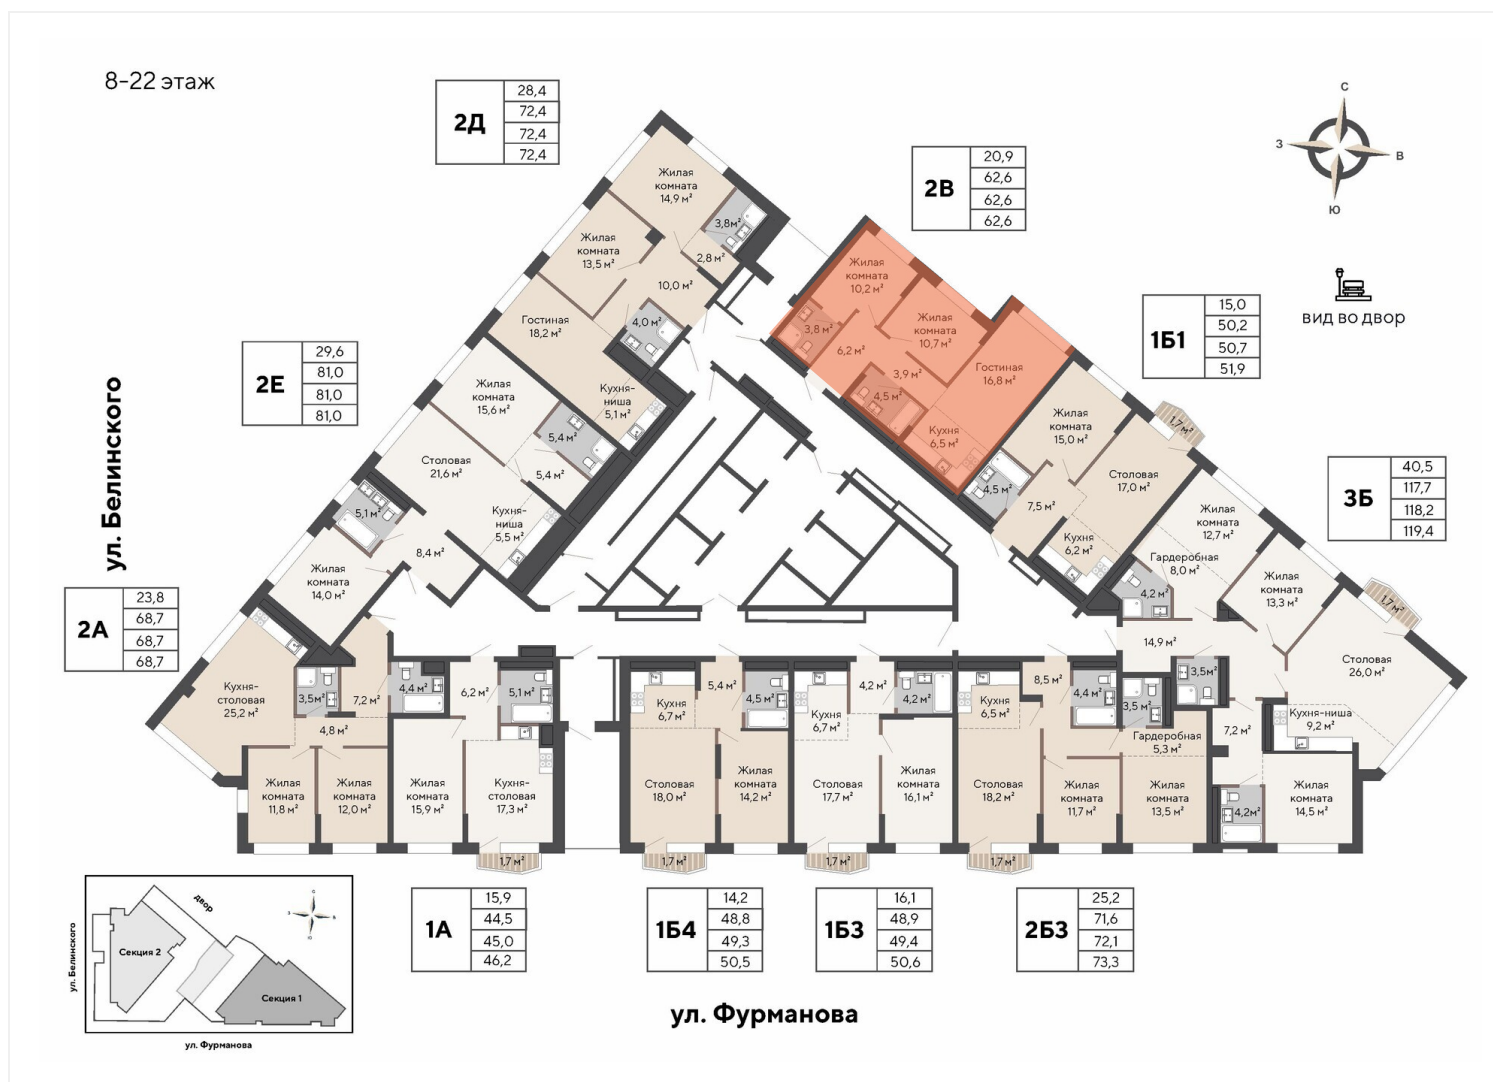 8-22 этаж
2Д
28,4
72,4
72,4
72,4
2В
20,9
62,6
62,6
62,6
С
З
В
Ю
вид во двор
1Б1
15,0
50,2
50,7
51,9
2Е
29,6
81,0
81,0
81,0
3Б
40,5
117,7
118,2
119,4
2А
23,8
68,7
68,7
68,7
ул. Белинского
Жилая
комната
14,9 м²
3,8м²
2,8 м²
Жилая
комната
13,5 м²
10,0 м²
Гостиная
18,2 м²
4,0 м²
Кухня-
ниша
5,1 м²
Жилая
комната
15,6 м²
5,4 м²
5,4 м²
Столовая
21,6 м²
Кухня-
ниша
5,5 м²
5,1 м²
8,4 м²
Жилая
комната
14,0 м²
Жилая
комната
10,2 м²
3,8 м²
6,2 м²
Жилая
комната
10,7 м²
3,9 м²
4,5 м²
Гостиная
16,8 м²
Кухня
6,5 м²
Жилая
комната
15,0 м²
1,7 м²
Столовая
17,0 м²
4,5 м²
7,5 м²
Кухня
6,2 м²
Жилая
комната
12,7 м²
Гардеробная
8,0 м²
4,2 м²
Жилая
комната
13,3 м²
1,7 м²
14,9 м²
Столовая
26,0 м²
3,5м²
7,2 м²
Кухня-ниша
9,2 м²
4,2м²
Жилая
комната
14,5 м²
Кухня-
столовая
25,2 м²
3,5м²
7,2 м²
4,4 м²
4,8 м²
Жилая
комната
11,8 м²
Жилая
комната
12,0 м²
6,2 м²
5,1 м²
Жилая
комната
15,9 м²
Кухня-
столовая
17,3 м²
1,7 м²
5,4 м²
Кухня
6,7 м²
4,5 м²
Столовая
18,0 м²
Жилая
комната
14,2 м²
1,7 м²
4,2 м²
4,2 м²
Кухня
6,7 м²
Столовая
17,7 м²
Жилая
комната
16,1 м²
1,7 м²
8,5 м²
4,4 м²
Кухня
6,5 м²
3,5 м²
Гардеробная
5,3 м²
Столовая
18,2 м²
Жилая
комната
11,7 м²
Жилая
комната
13,5 м²
1,7 м²
1А
15,9
44,5
45,0
46,2
1Б4
14,2
48,8
49,3
50,5
1Б3
16,1
48,9
49,4
50,6
2Б3
25,2
71,6
72,1
73,3
ул. Фурманова
двор
ул. Белинского
Секция 2
Секция 1
ул. Фурманова